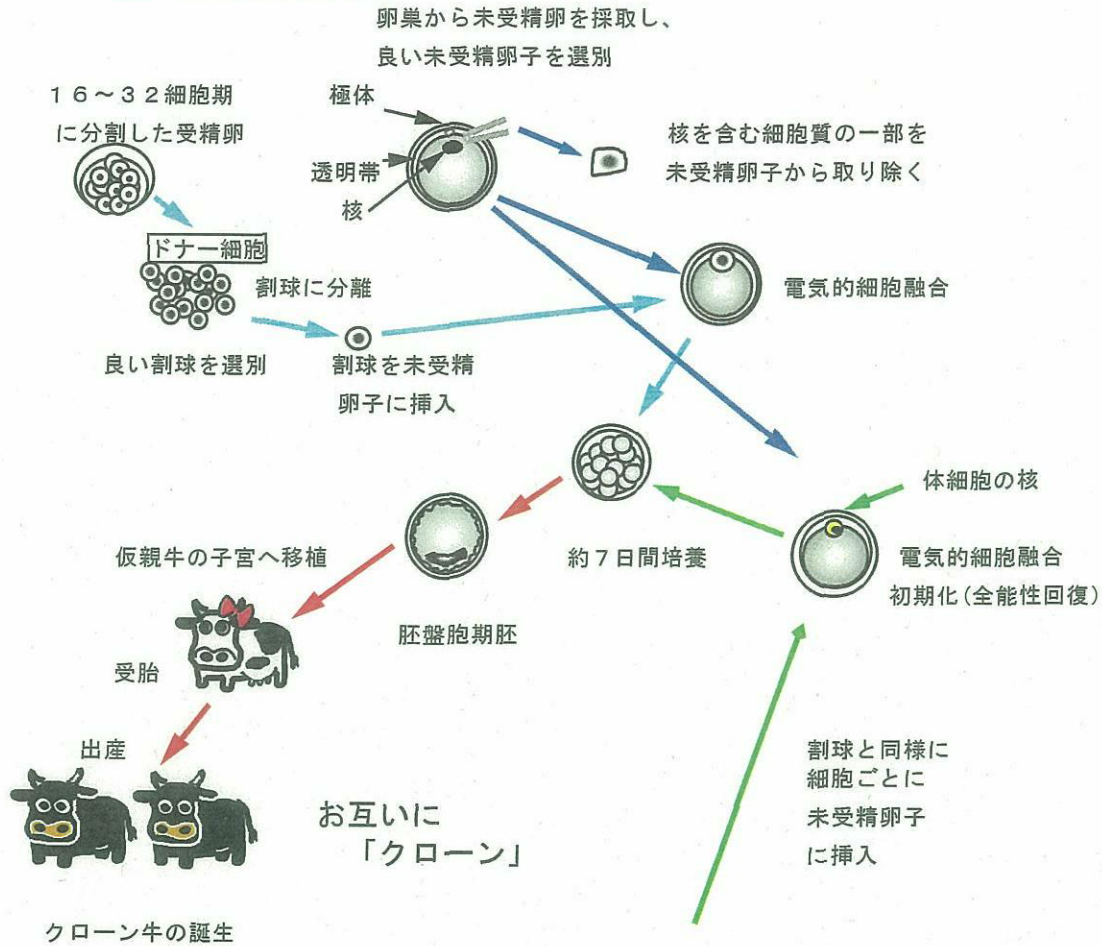 卵巣から未受精卵を採取し、
良い未受精卵子を選別
１６～３２細胞期
に分割した受精卵
極体
透明帯
核
核を含む細胞質の一部を
未受精卵子から取り除く
ドナー細胞
割球に分離
良い割球を選別
割球を未受精
卵子に挿入
電気的細胞融合
体細胞の核
電気的細胞融合
初期化(全能性回復)
約７日間培養
胚盤胞期胚
仮親牛の子宮へ移植
受胎
出産
お互いに
「クローン」
クローン牛の誕生
割球と同様に
細胞ごとに
未受精卵子
に挿入